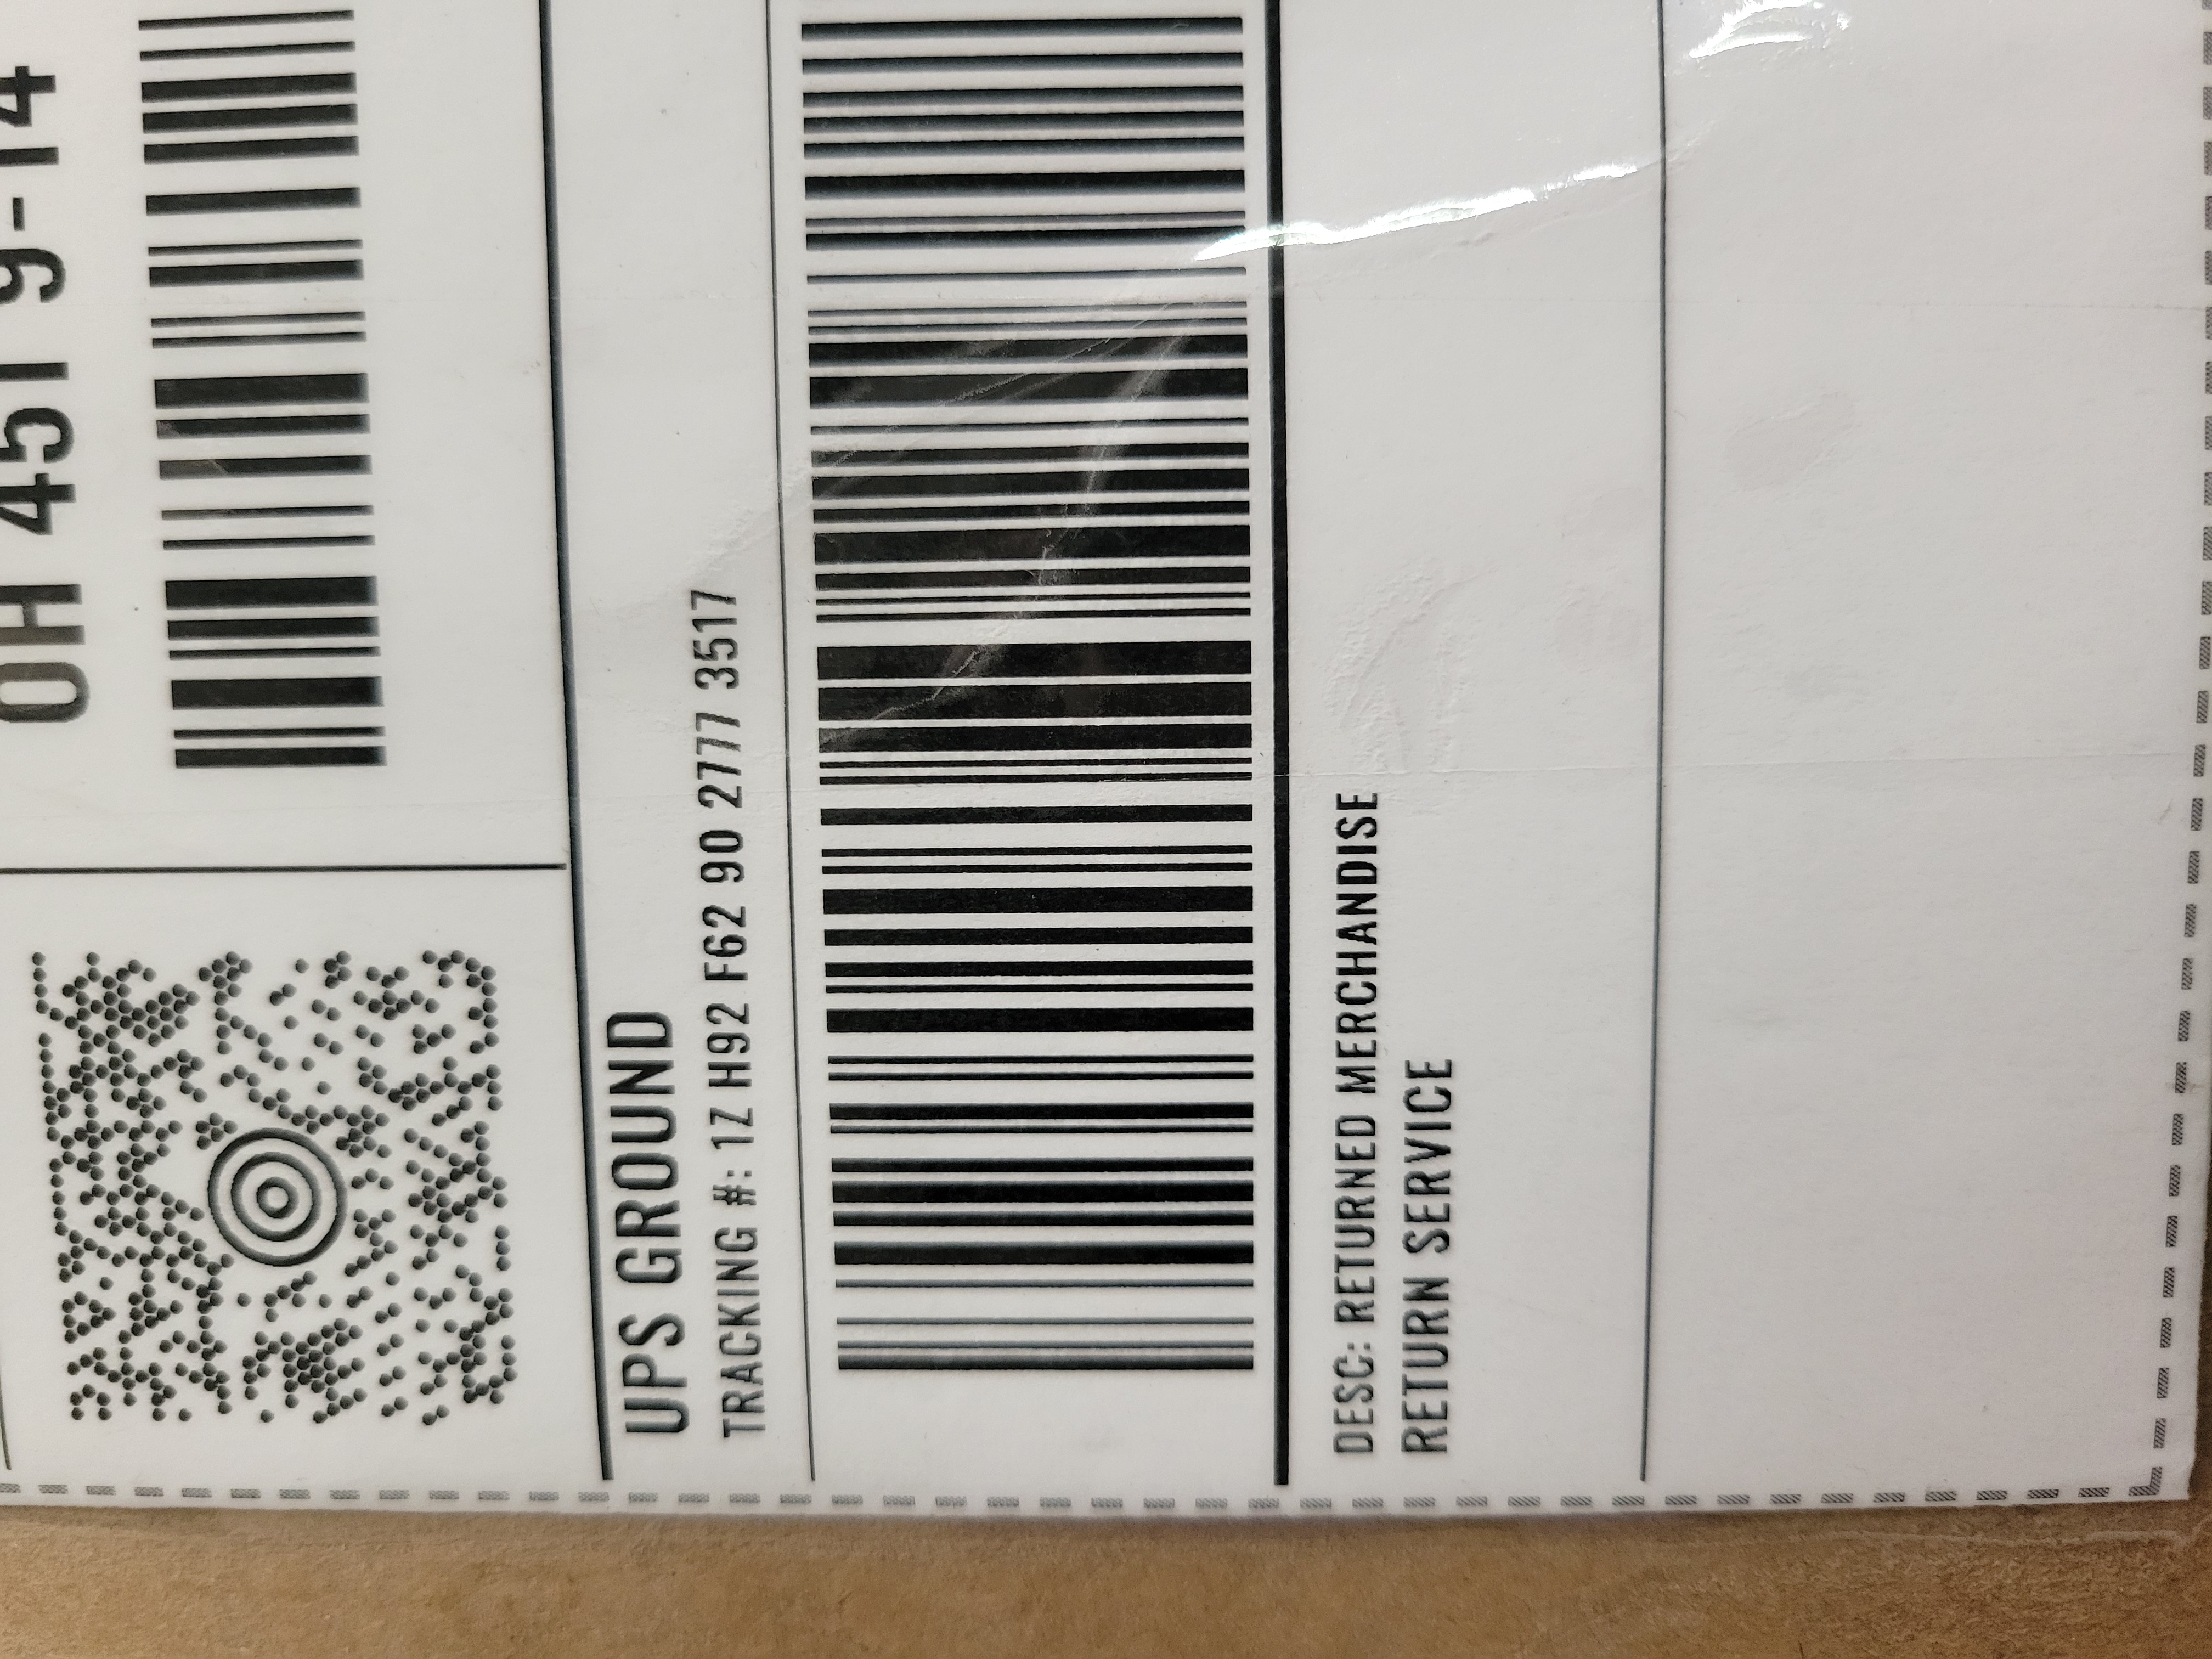 OH 451 9-14
UPS GROUND
TRACKING #: 1Z H92 F62 90 2777 3517
DESC: RETURNED MERCHANDISE
RETURN SERVICE